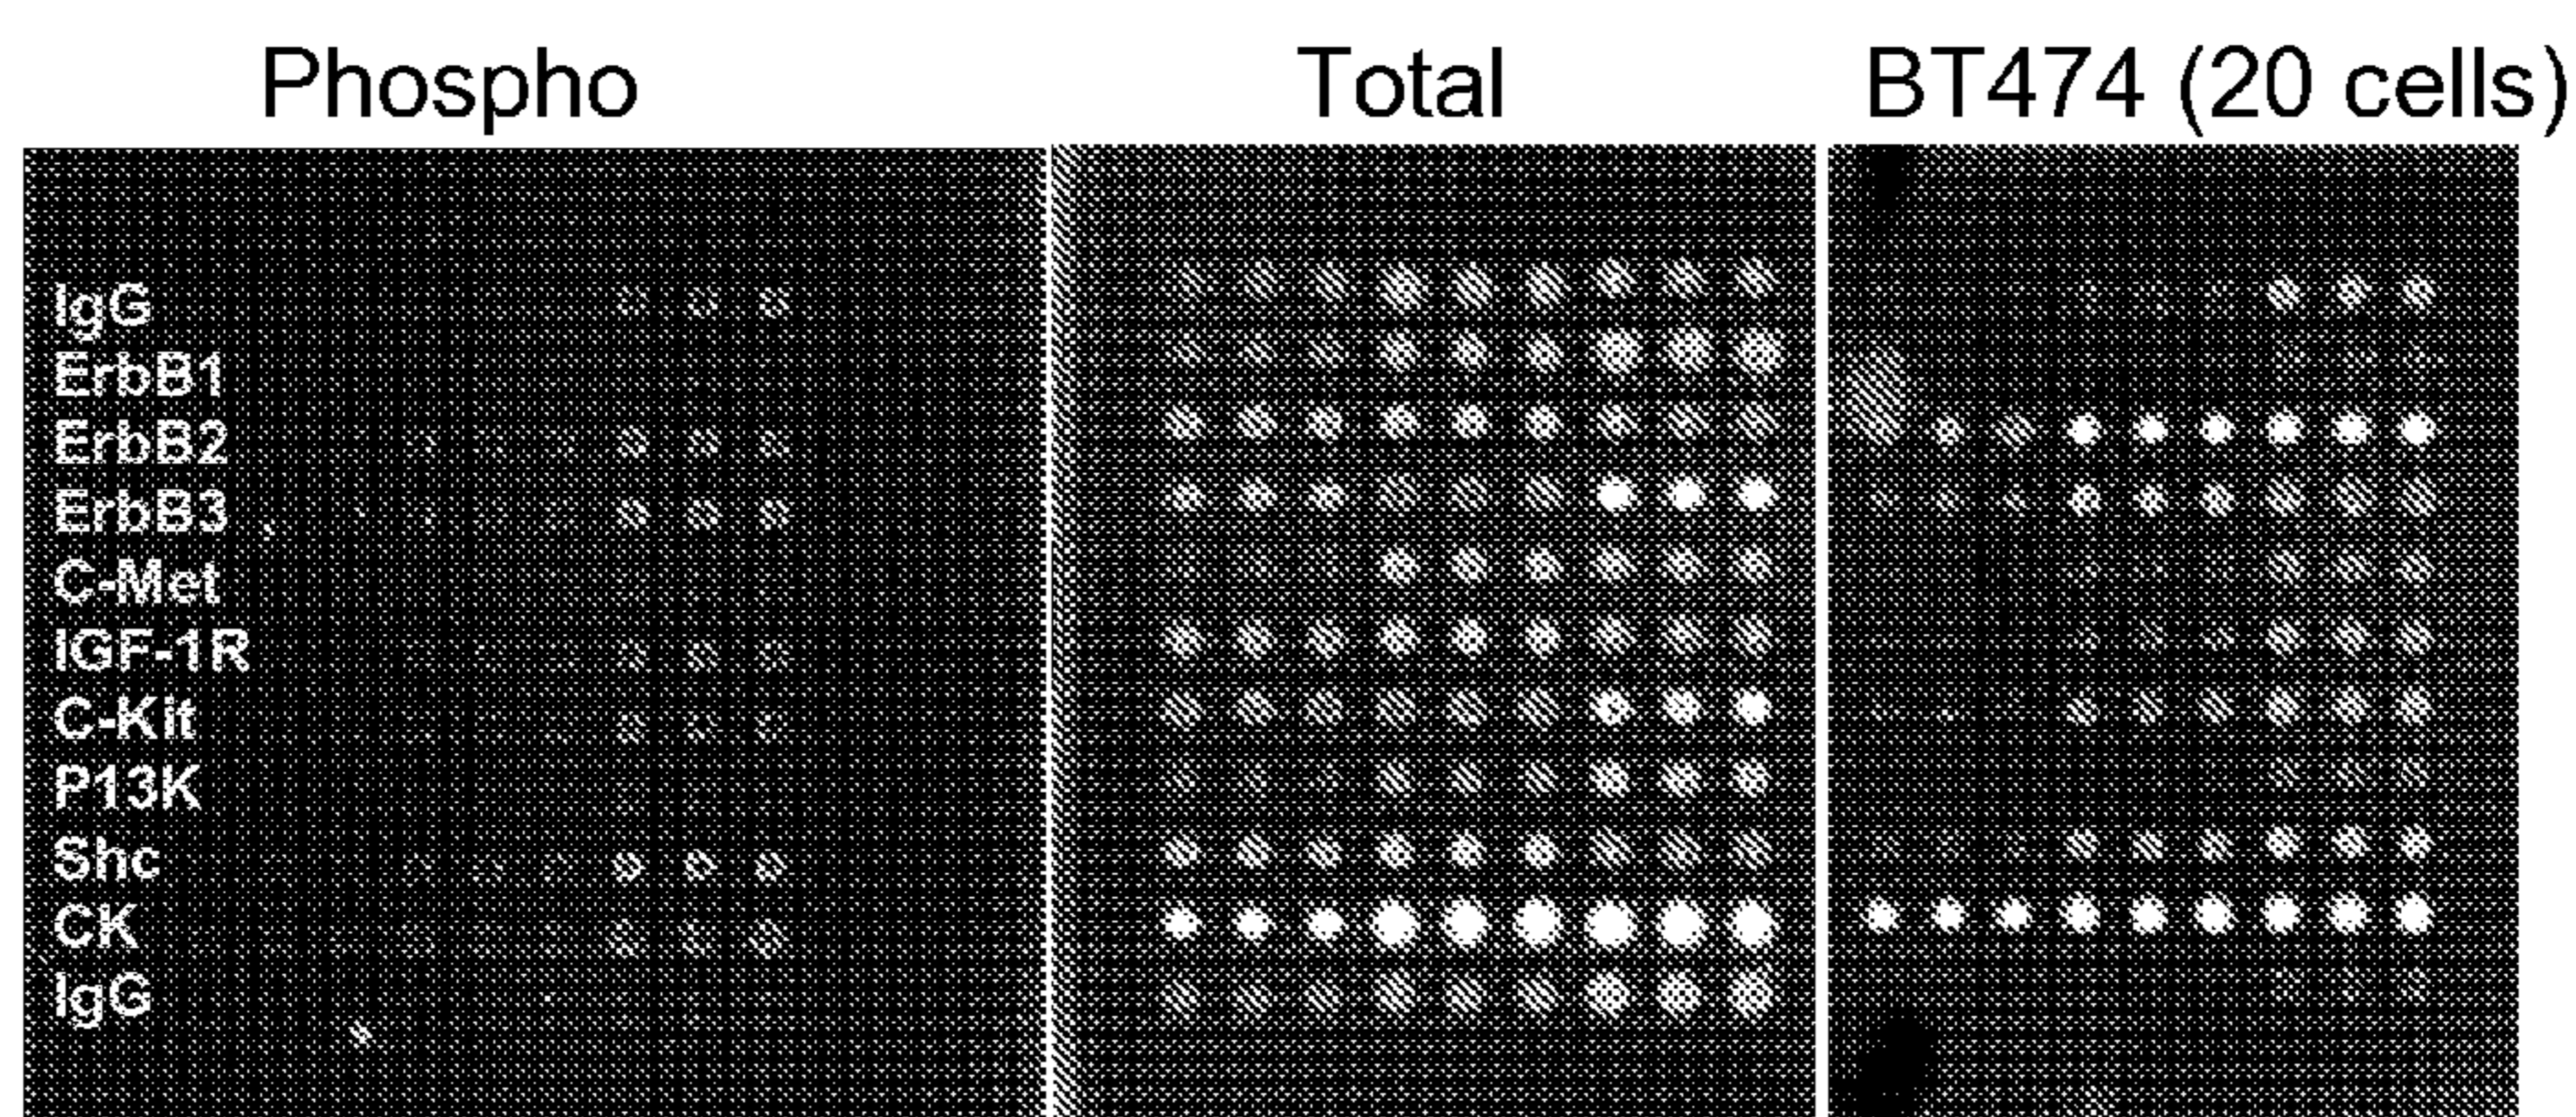 Phospho Total BT474 (20 cells)
IgG
ErbB1
ErbB2
ErbB3
C-Met
IGF-1R
C-Kit
P13K
Shc
CK
IgG